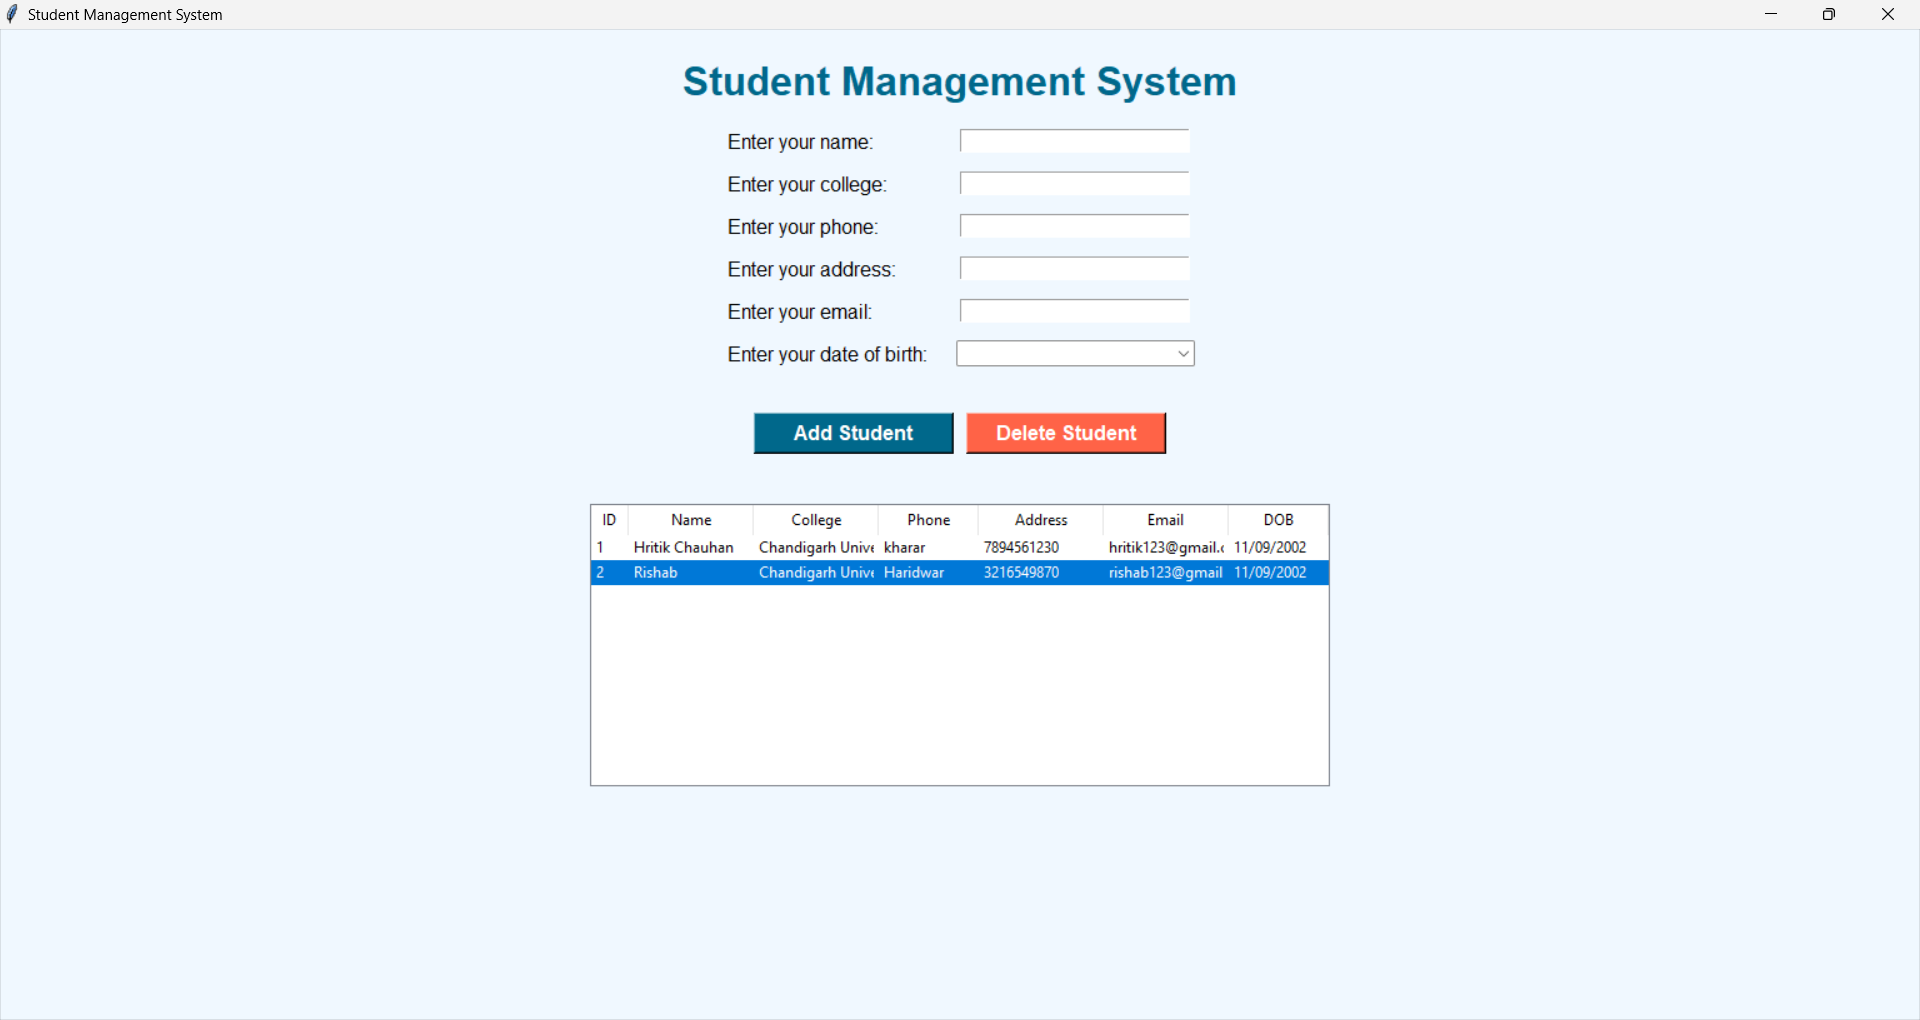 Student Management System
Student Management System
Enter your name:
Enter your college:
Enter your phone:
Enter your address:
Enter your email:
Enter your date of birth:
Add Student Delete Student
ID Name College Phone Address Email DOB
1 Hritik Chauhan Chandigarh Unive kharar 7894561230 hritik123@gmail.c 11/09/2002
2 Rishab Chandigarh Unive Haridwar 3216549870 rishab123@gmail 11/09/2002